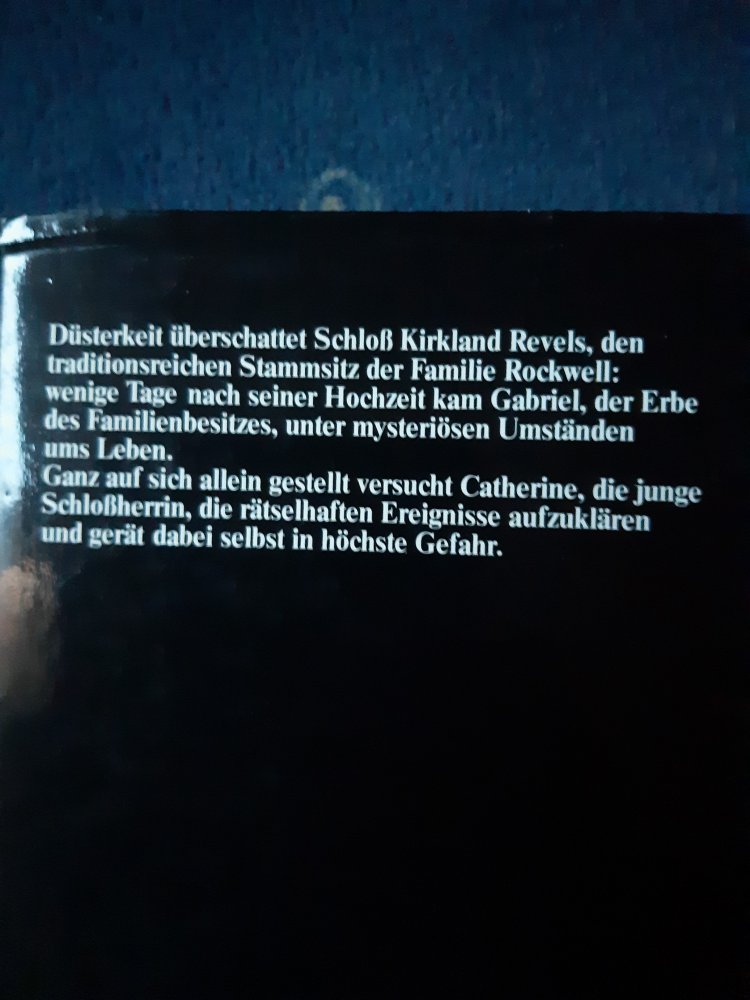 Düsterkeit überschattet Schloß Kirkland Revels, den
traditionsreichen Stammsitz der Familie Rockwell:
wenige Tage nach seiner Hochzeit kam Gabriel, der Erbe
des Familienbesitzes, unter mysteriösen Umständen
ums Leben.
Ganz auf sich allein gestellt versucht Catherine, die junge
Schloßherrin, die rätselhaften Ereignisse aufzuklären
und gerät dabei selbst in höchste Gefahr.